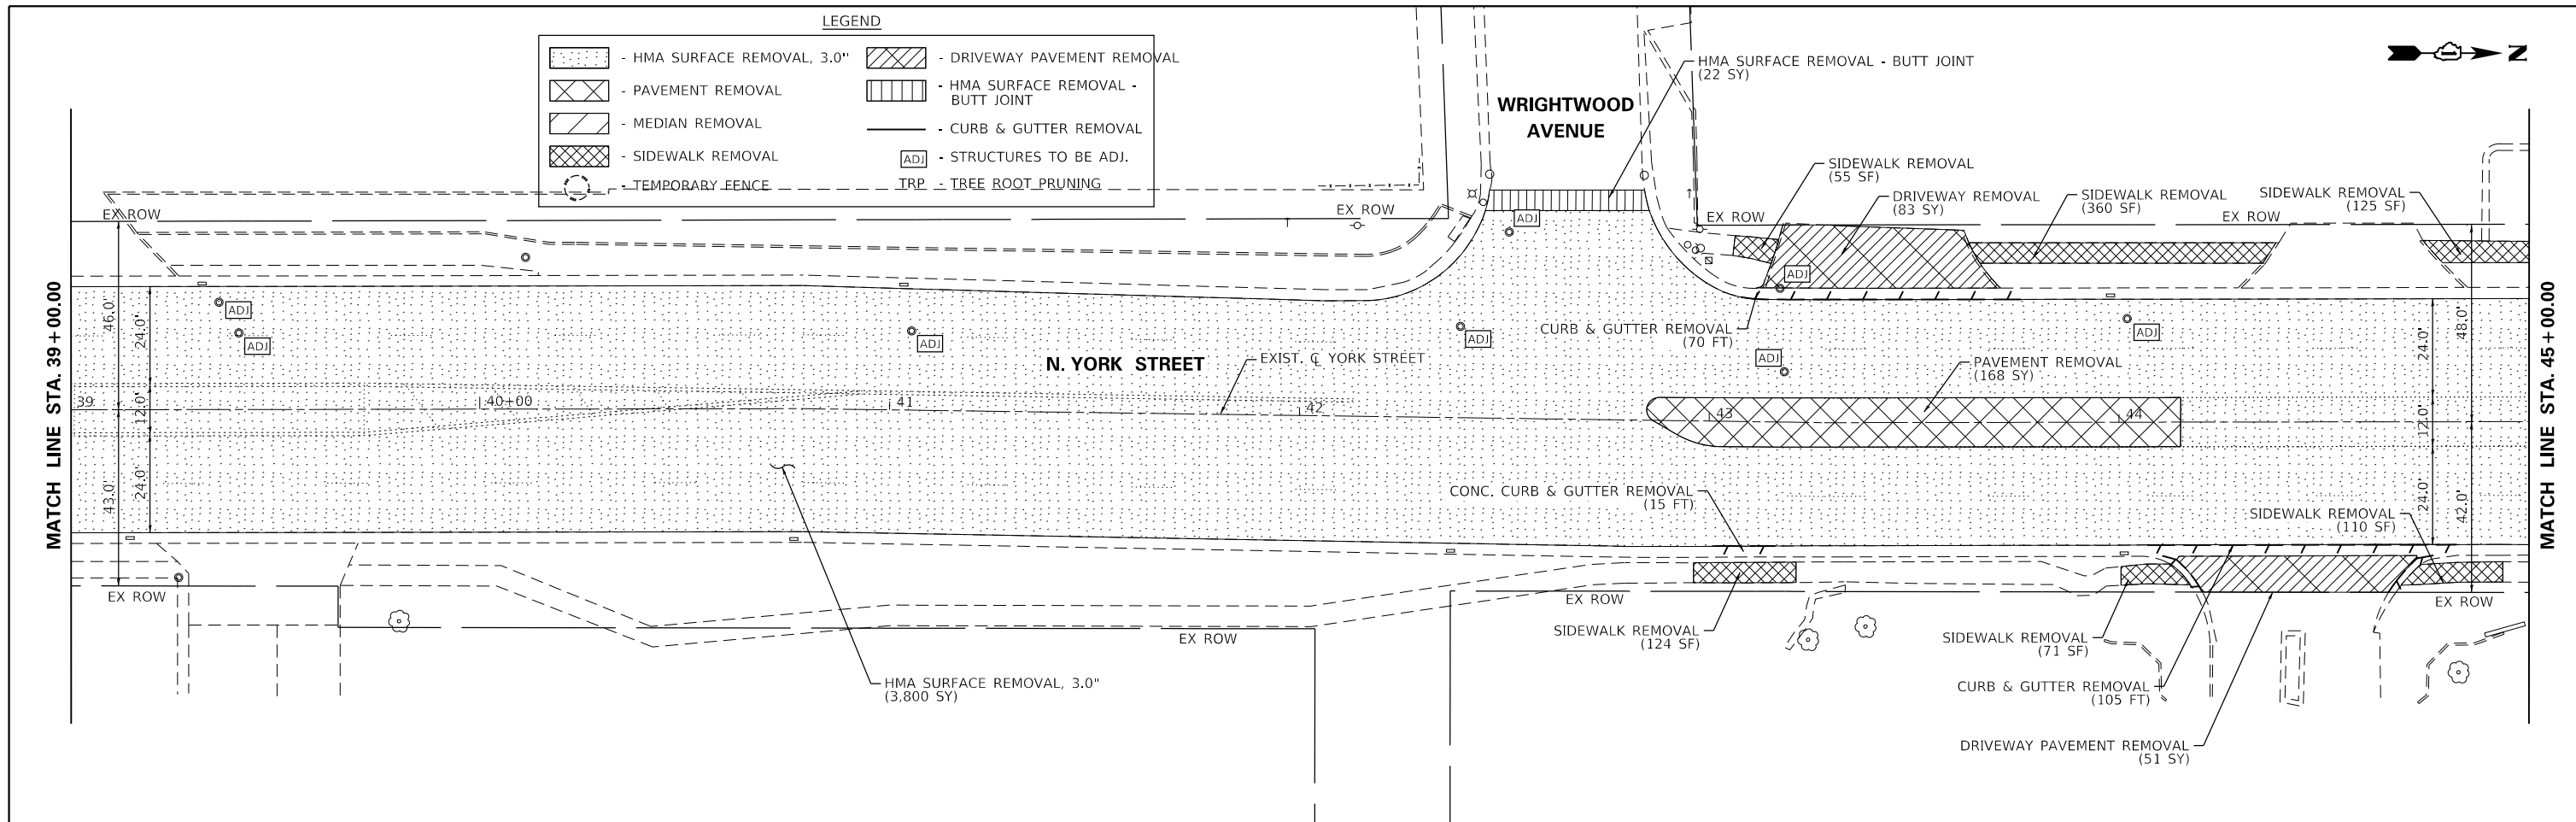 LEGEND
- HMA SURFACE REMOVAL, 3.0"
- PAVEMENT REMOVAL
- MEDIAN REMOVAL
- SIDEWALK REMOVAL
- TEMPORARY FENCE
- DRIVEWAY PAVEMENT REMOVAL
- HMA SURFACE REMOVAL -
BUTT JOINT
- CURB & GUTTER REMOVAL
ADJ - STRUCTURES TO BE ADJ.
TRP - TREE ROOT PRUNING
N
HMA SURFACE REMOVAL - BUTT JOINT
(22 SY)
WRIGHTWOOD
AVENUE
SIDEWALK REMOVAL
(55 SF)
DRIVEWAY REMOVAL
(83 SY)
SIDEWALK REMOVAL
(360 SF)
SIDEWALK REMOVAL
(125 SF)
EX ROW
EX ROW
EX ROW
EX ROW
ADJ
ADJ
MATCH LINE STA. 39+00.00
46.0'
24.0'
12.0'
43.0'
24.0'
ADJ
ADJ
ADJ
ADJ
ADJ
ADJ
CURB & GUTTER REMOVAL
(70 FT)
N. YORK STREET
EXIST. ℄ YORK STREET
PAVEMENT REMOVAL
(168 SY)
39
40+00
41
42
43
44
24.0'
48.0'
12.0'
24.0'
42.0'
MATCH LINE STA. 45+00.00
CONC. CURB & GUTTER REMOVAL
(15 FT)
SIDEWALK REMOVAL
(110 SF)
EX ROW
EX ROW
EX ROW
EX ROW
SIDEWALK REMOVAL
(124 SF)
SIDEWALK REMOVAL
(71 SF)
HMA SURFACE REMOVAL, 3.0"
(3,800 SY)
CURB & GUTTER REMOVAL
(105 FT)
DRIVEWAY PAVEMENT REMOVAL
(51 SY)